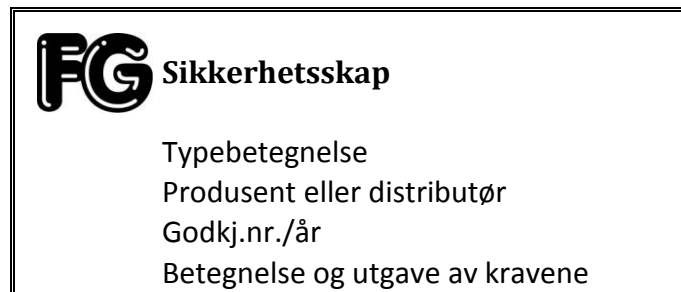 FG Sikkerhetsskap
Typebetegnelse
Produsent eller distributør
Godkj.nr./år
Betegnelse og utgave av kravene